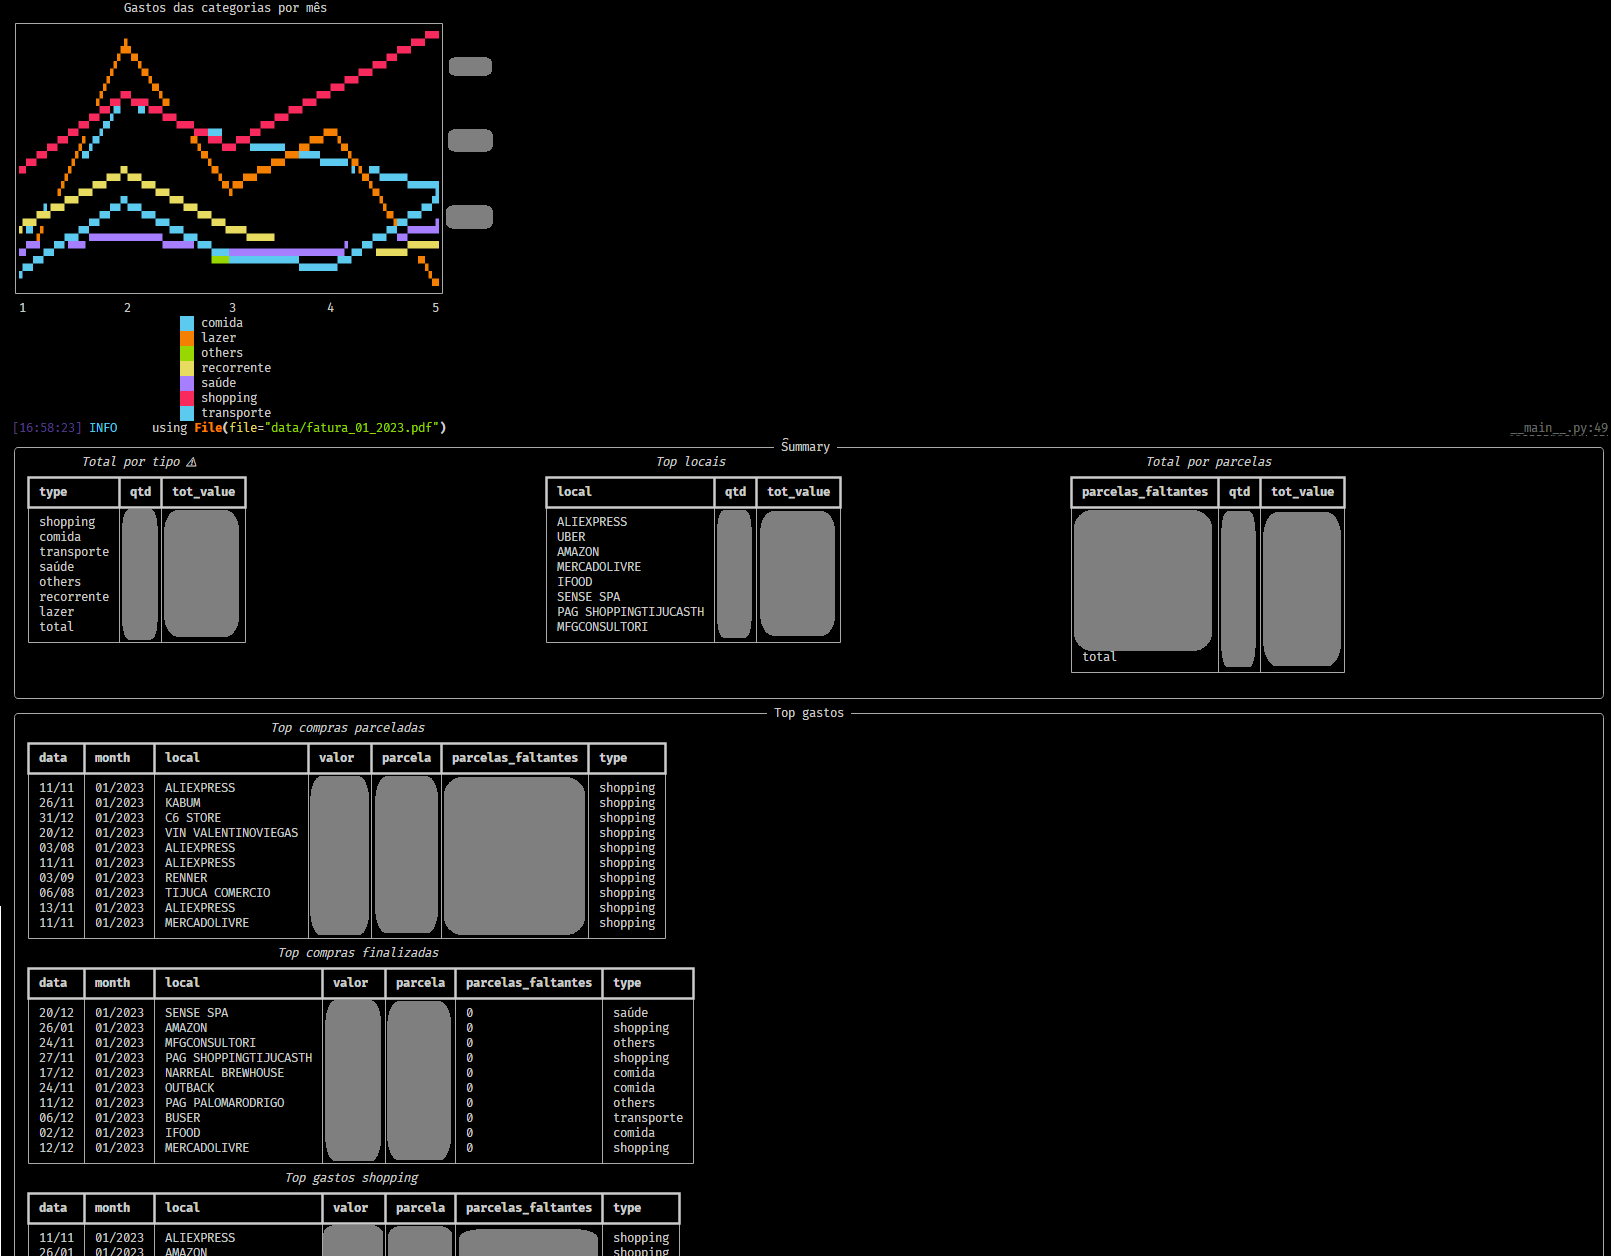 Gastos das categorias por mês
1 2 3 4 5
comida
lazer
others
recorrente
saúde
shopping
transporte
[16:58:23] INFO using File(file="data/fatura_01_2023.pdf") __main__.py:49
Summary
Total por tipo ⚠
type qtd tot_value
shopping
comida
transporte
saúde
others
recorrente
lazer
total
Top locais
local qtd tot_value
ALIEXPRESS
UBER
AMAZON
MERCADOLIVRE
IFOOD
SENSE SPA
PAG SHOPPINGTIJUCASTH
MFGCONSULTORI
Total por parcelas
parcelas_faltantes qtd tot_value
total
Top gastos
Top compras parceladas
data month local valor parcela parcelas_faltantes type
11/11 01/2023 ALIEXPRESS shopping
26/11 01/2023 KABUM shopping
31/12 01/2023 C6 STORE shopping
20/12 01/2023 VIN VALENTINOVIEGAS shopping
03/08 01/2023 ALIEXPRESS shopping
11/11 01/2023 ALIEXPRESS shopping
03/09 01/2023 RENNER shopping
06/08 01/2023 TIJUCA COMERCIO shopping
13/11 01/2023 ALIEXPRESS shopping
11/11 01/2023 MERCADOLIVRE shopping
Top compras finalizadas
data month local valor parcela parcelas_faltantes type
20/12 01/2023 SENSE SPA 0 saúde
26/01 01/2023 AMAZON 0 shopping
24/11 01/2023 MFGCONSULTORI 0 others
27/11 01/2023 PAG SHOPPINGTIJUCASTH 0 shopping
17/12 01/2023 NARREAL BREWHOUSE 0 comida
24/11 01/2023 OUTBACK 0 comida
11/12 01/2023 PAG PALOMARODRIGO 0 others
06/12 01/2023 BUSER 0 transporte
02/12 01/2023 IFOOD 0 comida
12/12 01/2023 MERCADOLIVRE 0 shopping
Top gastos shopping
data month local valor parcela parcelas_faltantes type
11/11 01/2023 ALIEXPRESS shopping
26/01 01/2023 AMAZON shopping